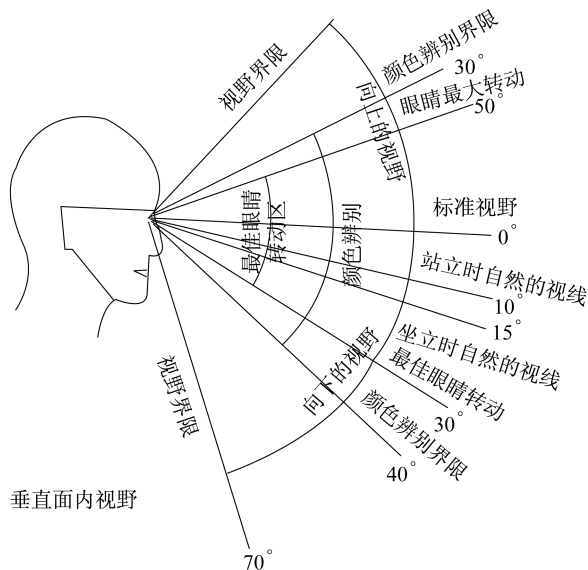 视野界限
颜色辨别界限
30°
眼睛最大转动
50°
向上的视野
标准视野
0°
最佳眼睛
转动区
颜色辨别
站立时自然的视线
10°
15°
坐立时自然的视线
最佳眼睛转动
30°
向下的视野
颜色辨别界限
40°
视野界限
70°
垂直面内视野